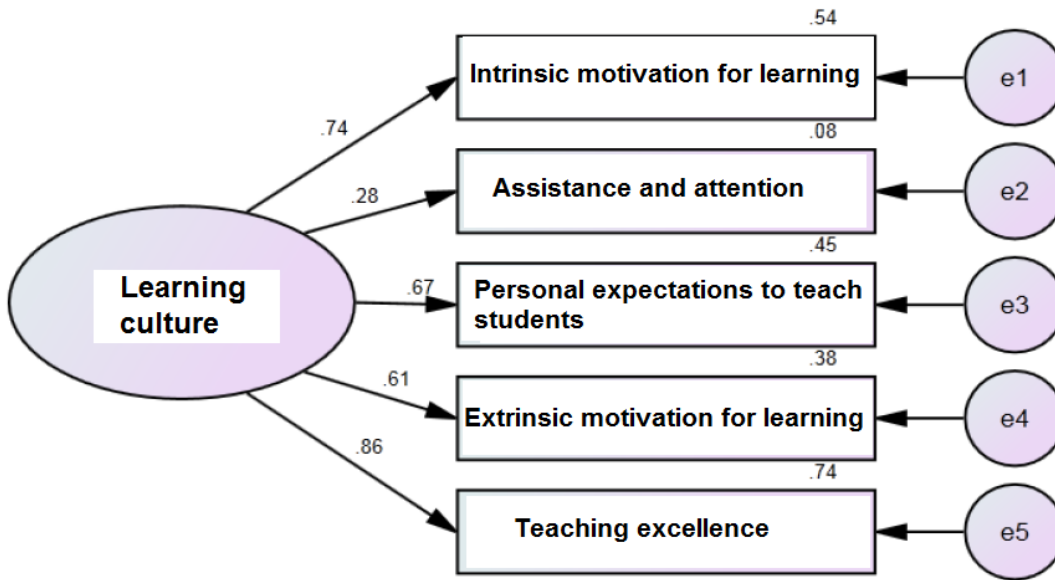 .54
Intrinsic motivation for learning
e1
.74
.08
Assistance and attention
e2
.28
.45
Learning
culture
.67
Personal expectations to teach
students
e3
.38
.61
Extrinsic motivation for learning
e4
.86
.74
Teaching excellence
e5